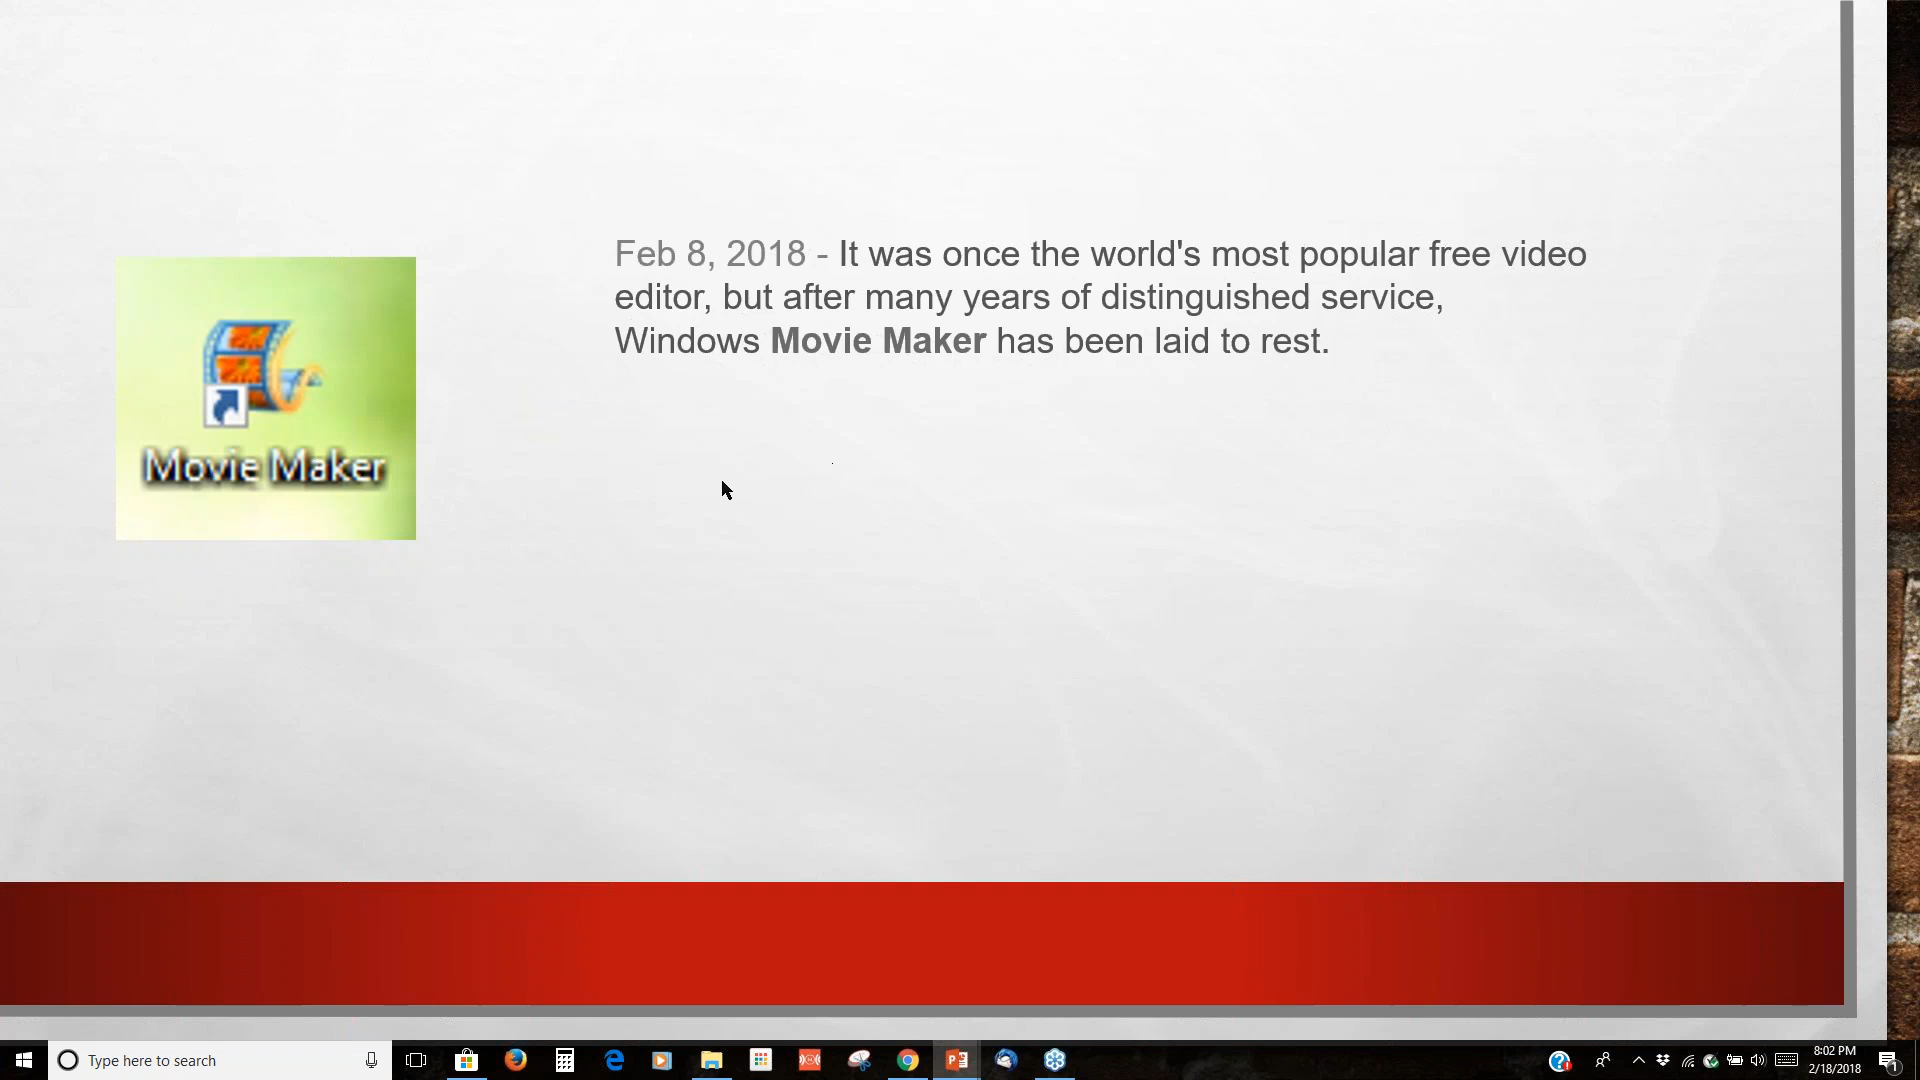 Feb 8, 2018 - It was once the world's most popular free video
editor, but after many years of distinguished service,
Windows Movie Maker has been laid to rest.
Movie Maker
Type here to search
8:02 PM
2/18/2018
1